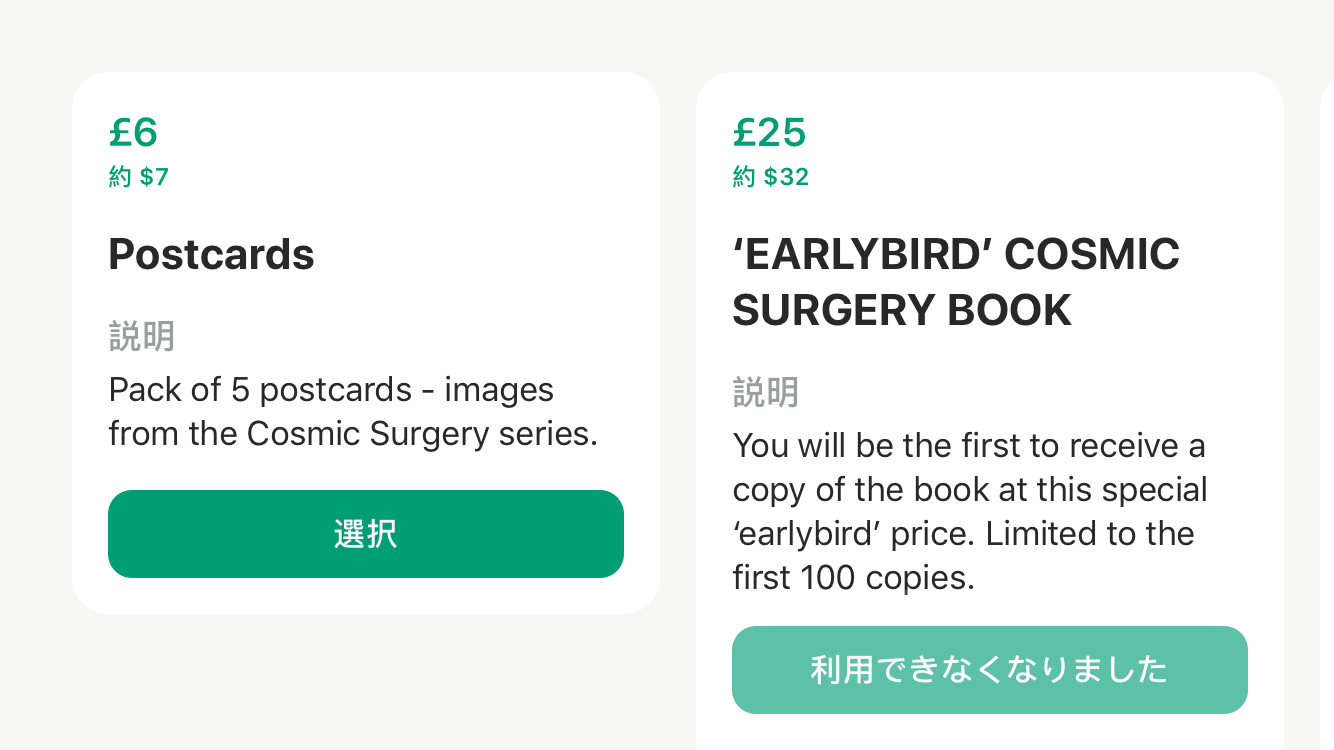 £6
約 $7
Postcards
説明
Pack of 5 postcards - images
from the Cosmic Surgery series.
選択
£25
約 $32
‘EARLYBIRD’ COSMIC
SURGERY BOOK
説明
You will be the first to receive a
copy of the book at this special
‘earlybird’ price. Limited to the
first 100 copies.
利用できなくなりました